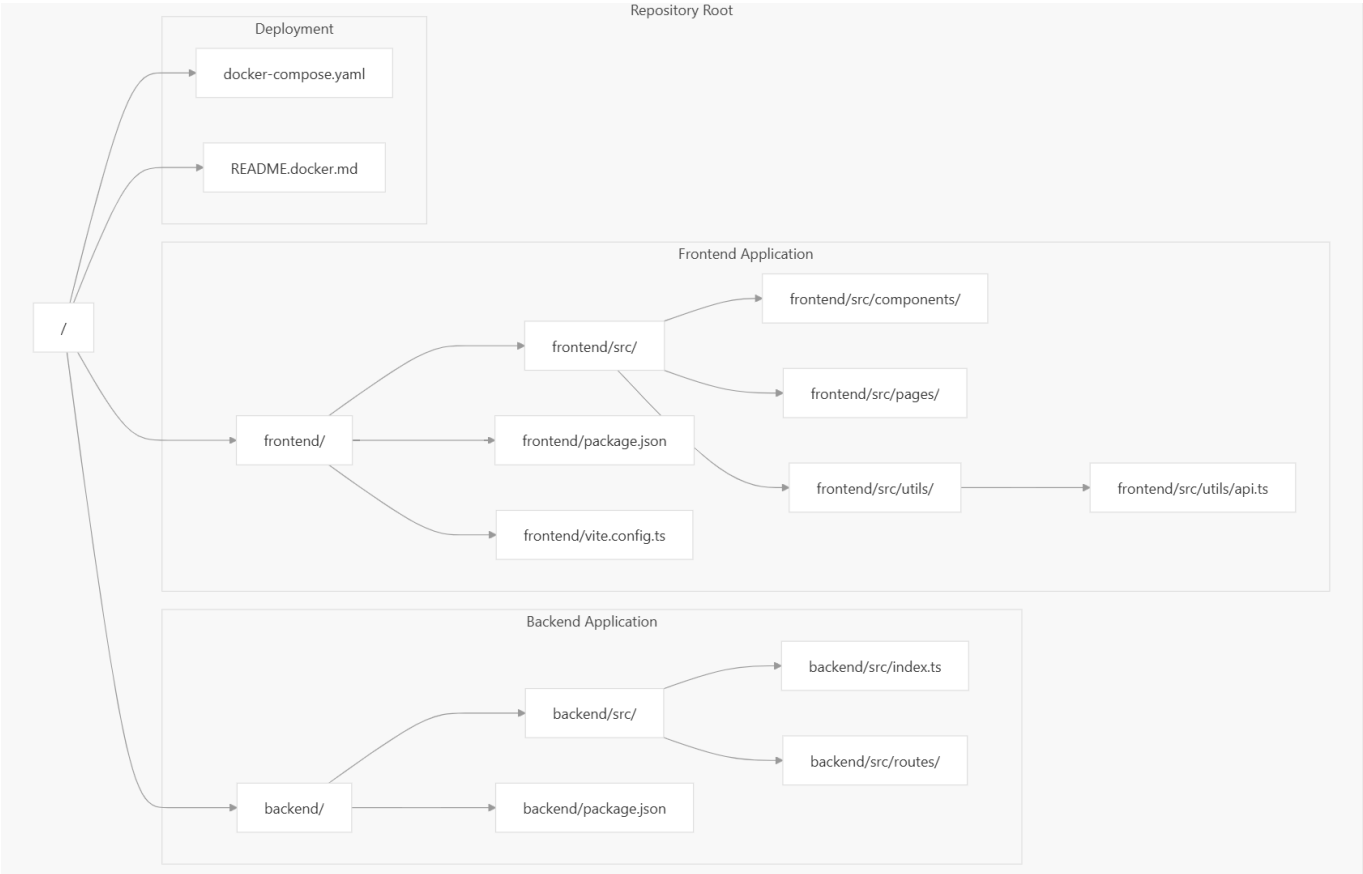 Repository Root
Deployment
docker-compose.yaml
README.docker.md
/
Frontend Application
frontend/src/components/
frontend/src/
frontend/src/pages/
frontend/
frontend/package.json
frontend/src/utils/
frontend/src/utils/api.ts
frontend/vite.config.ts
Backend Application
backend/src/index.ts
backend/src/
backend/src/routes/
backend/
backend/package.json